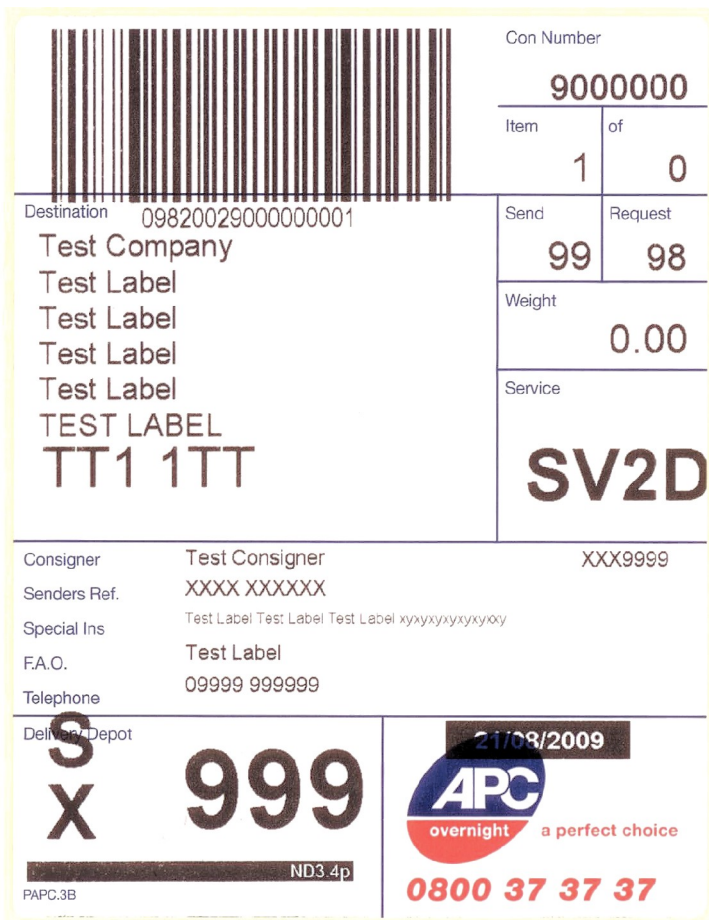 Con Number
9000000
Item of
1 0
Destination 09820029000000001
Send Request
99 98
Test Company
Test Label
Test Label
Test Label
Test Label
TEST LABEL
TT1 1TT
Weight
0.00
Service
SV2D
Consigner Test Consigner XXX9999
Senders Ref. XXXX XXXXXX
Special Ins Test Label Test Label Test Label xyxyxyxyxyxyxyxy
F.A.O. Test Label
Telephone 09999 999999
Delivery Depot
S
X
999
ND3.4p
PAPC.3B
21/08/2009
APC
overnight a perfect choice
0800 37 37 37